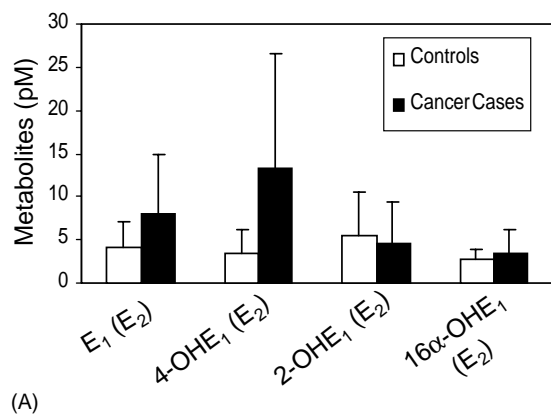 30
25
20
15
10
5
0
Metabolites (pM)
Controls
Cancer Cases
E₁ (E₂)
4-OHE₁ (E₂)
2-OHE₁ (E₂)
16α-OHE₁
(E₂)
(A)